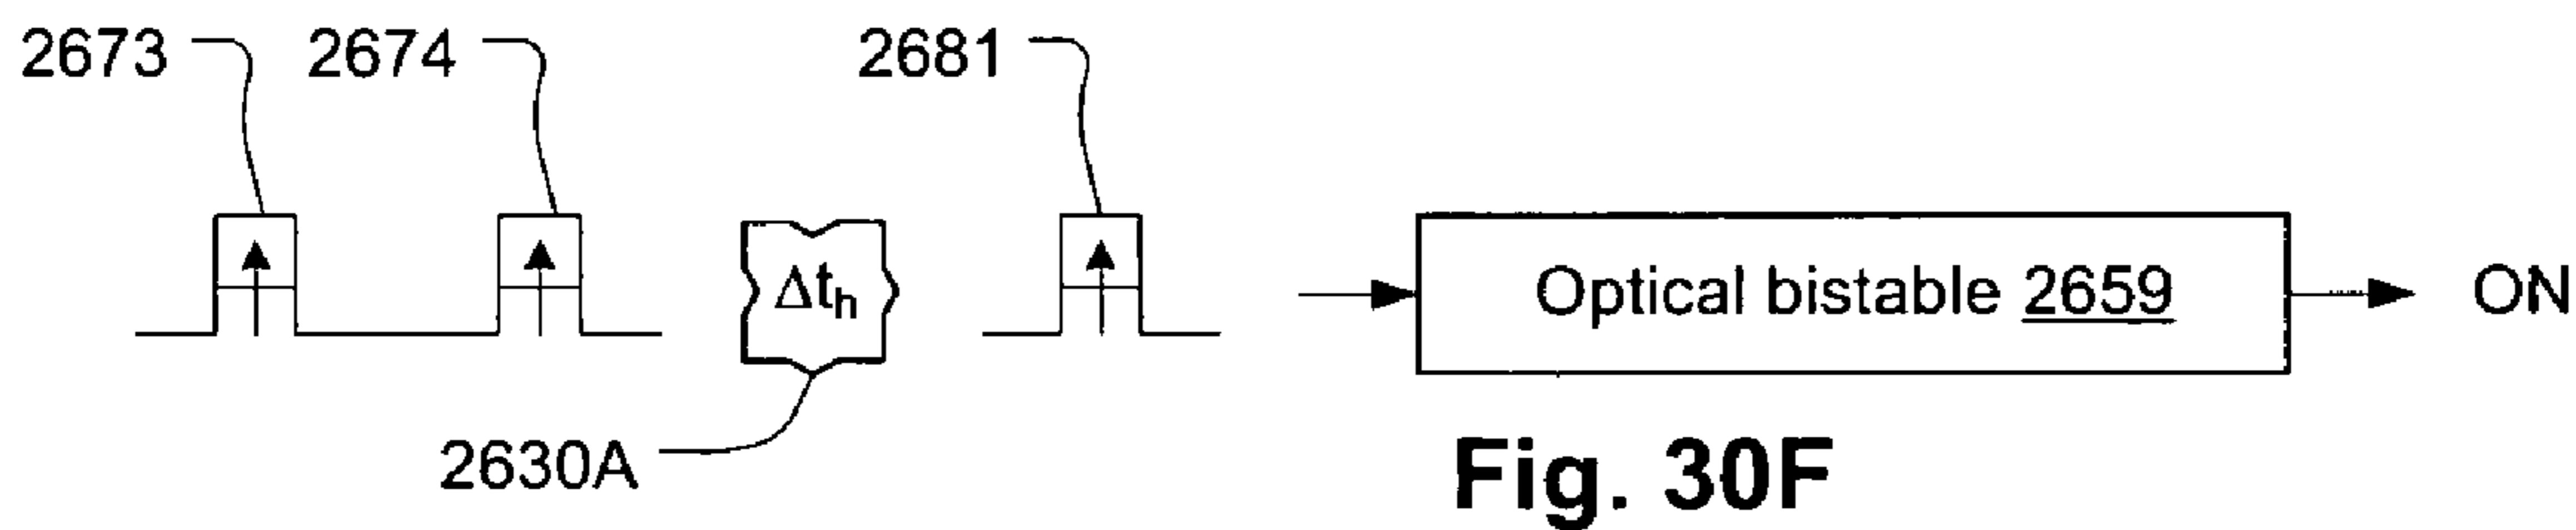 2673 2674 2681
Δtₕ
Optical bistable 2659
ON
2630A
Fig. 30F